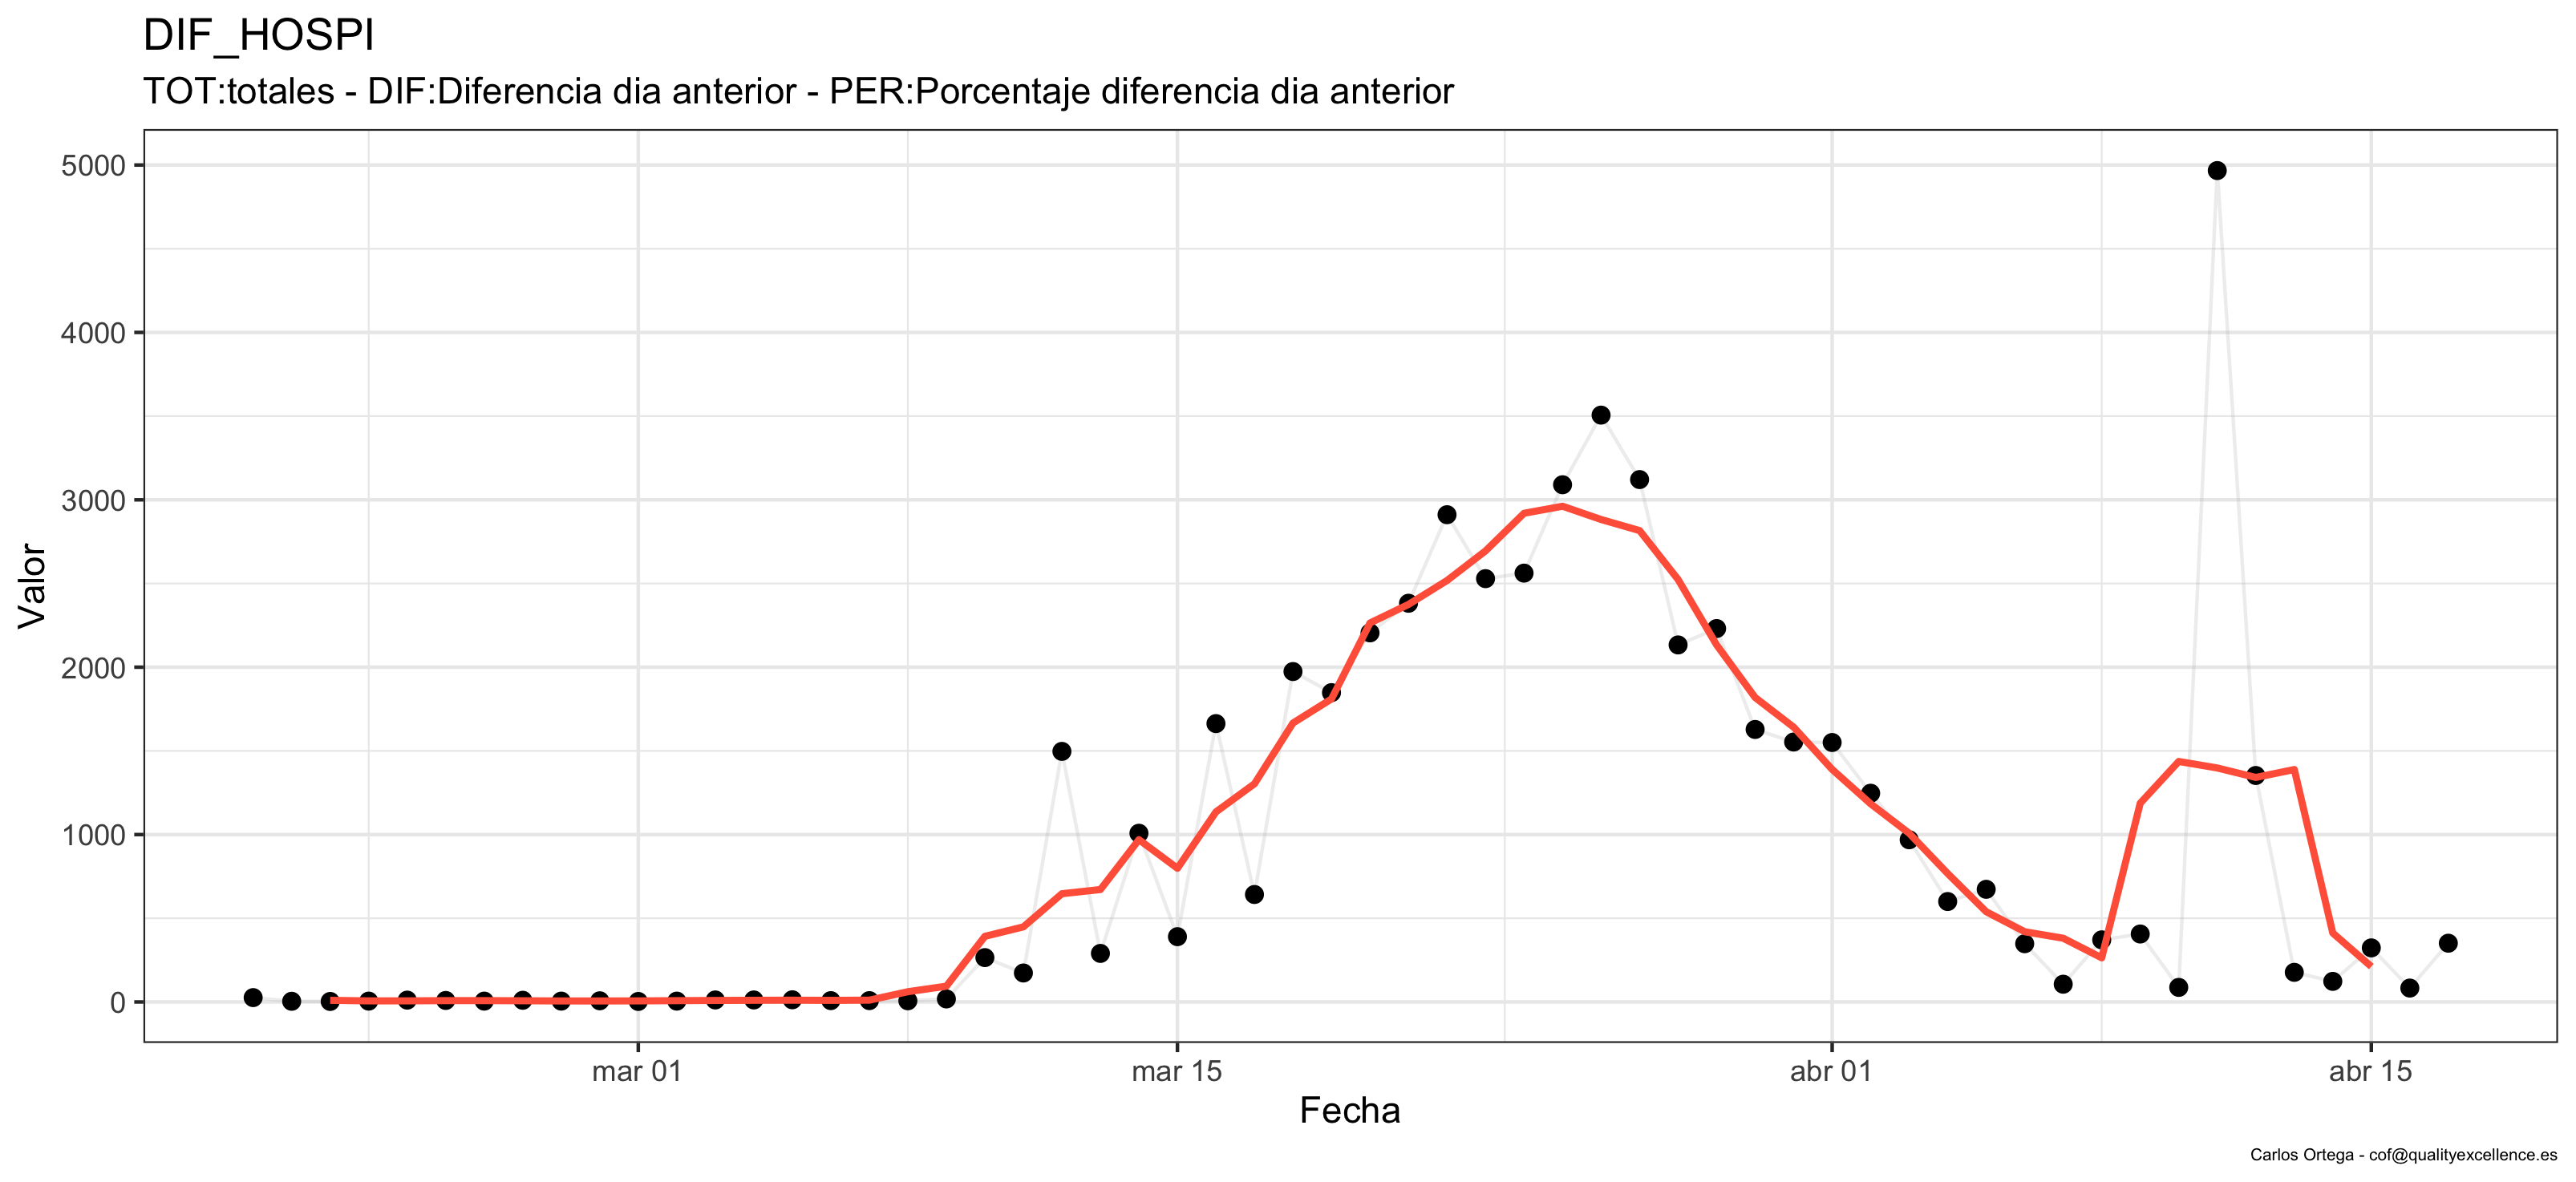 DIF_HOSPI
TOT:totales - DIF:Diferencia dia anterior - PER:Porcentaje diferencia dia anterior
5000
4000
3000
2000
1000
0
Valor
mar 01
mar 15
abr 01
abr 15
Fecha
Carlos Ortega - cof@qualityexcellence.es